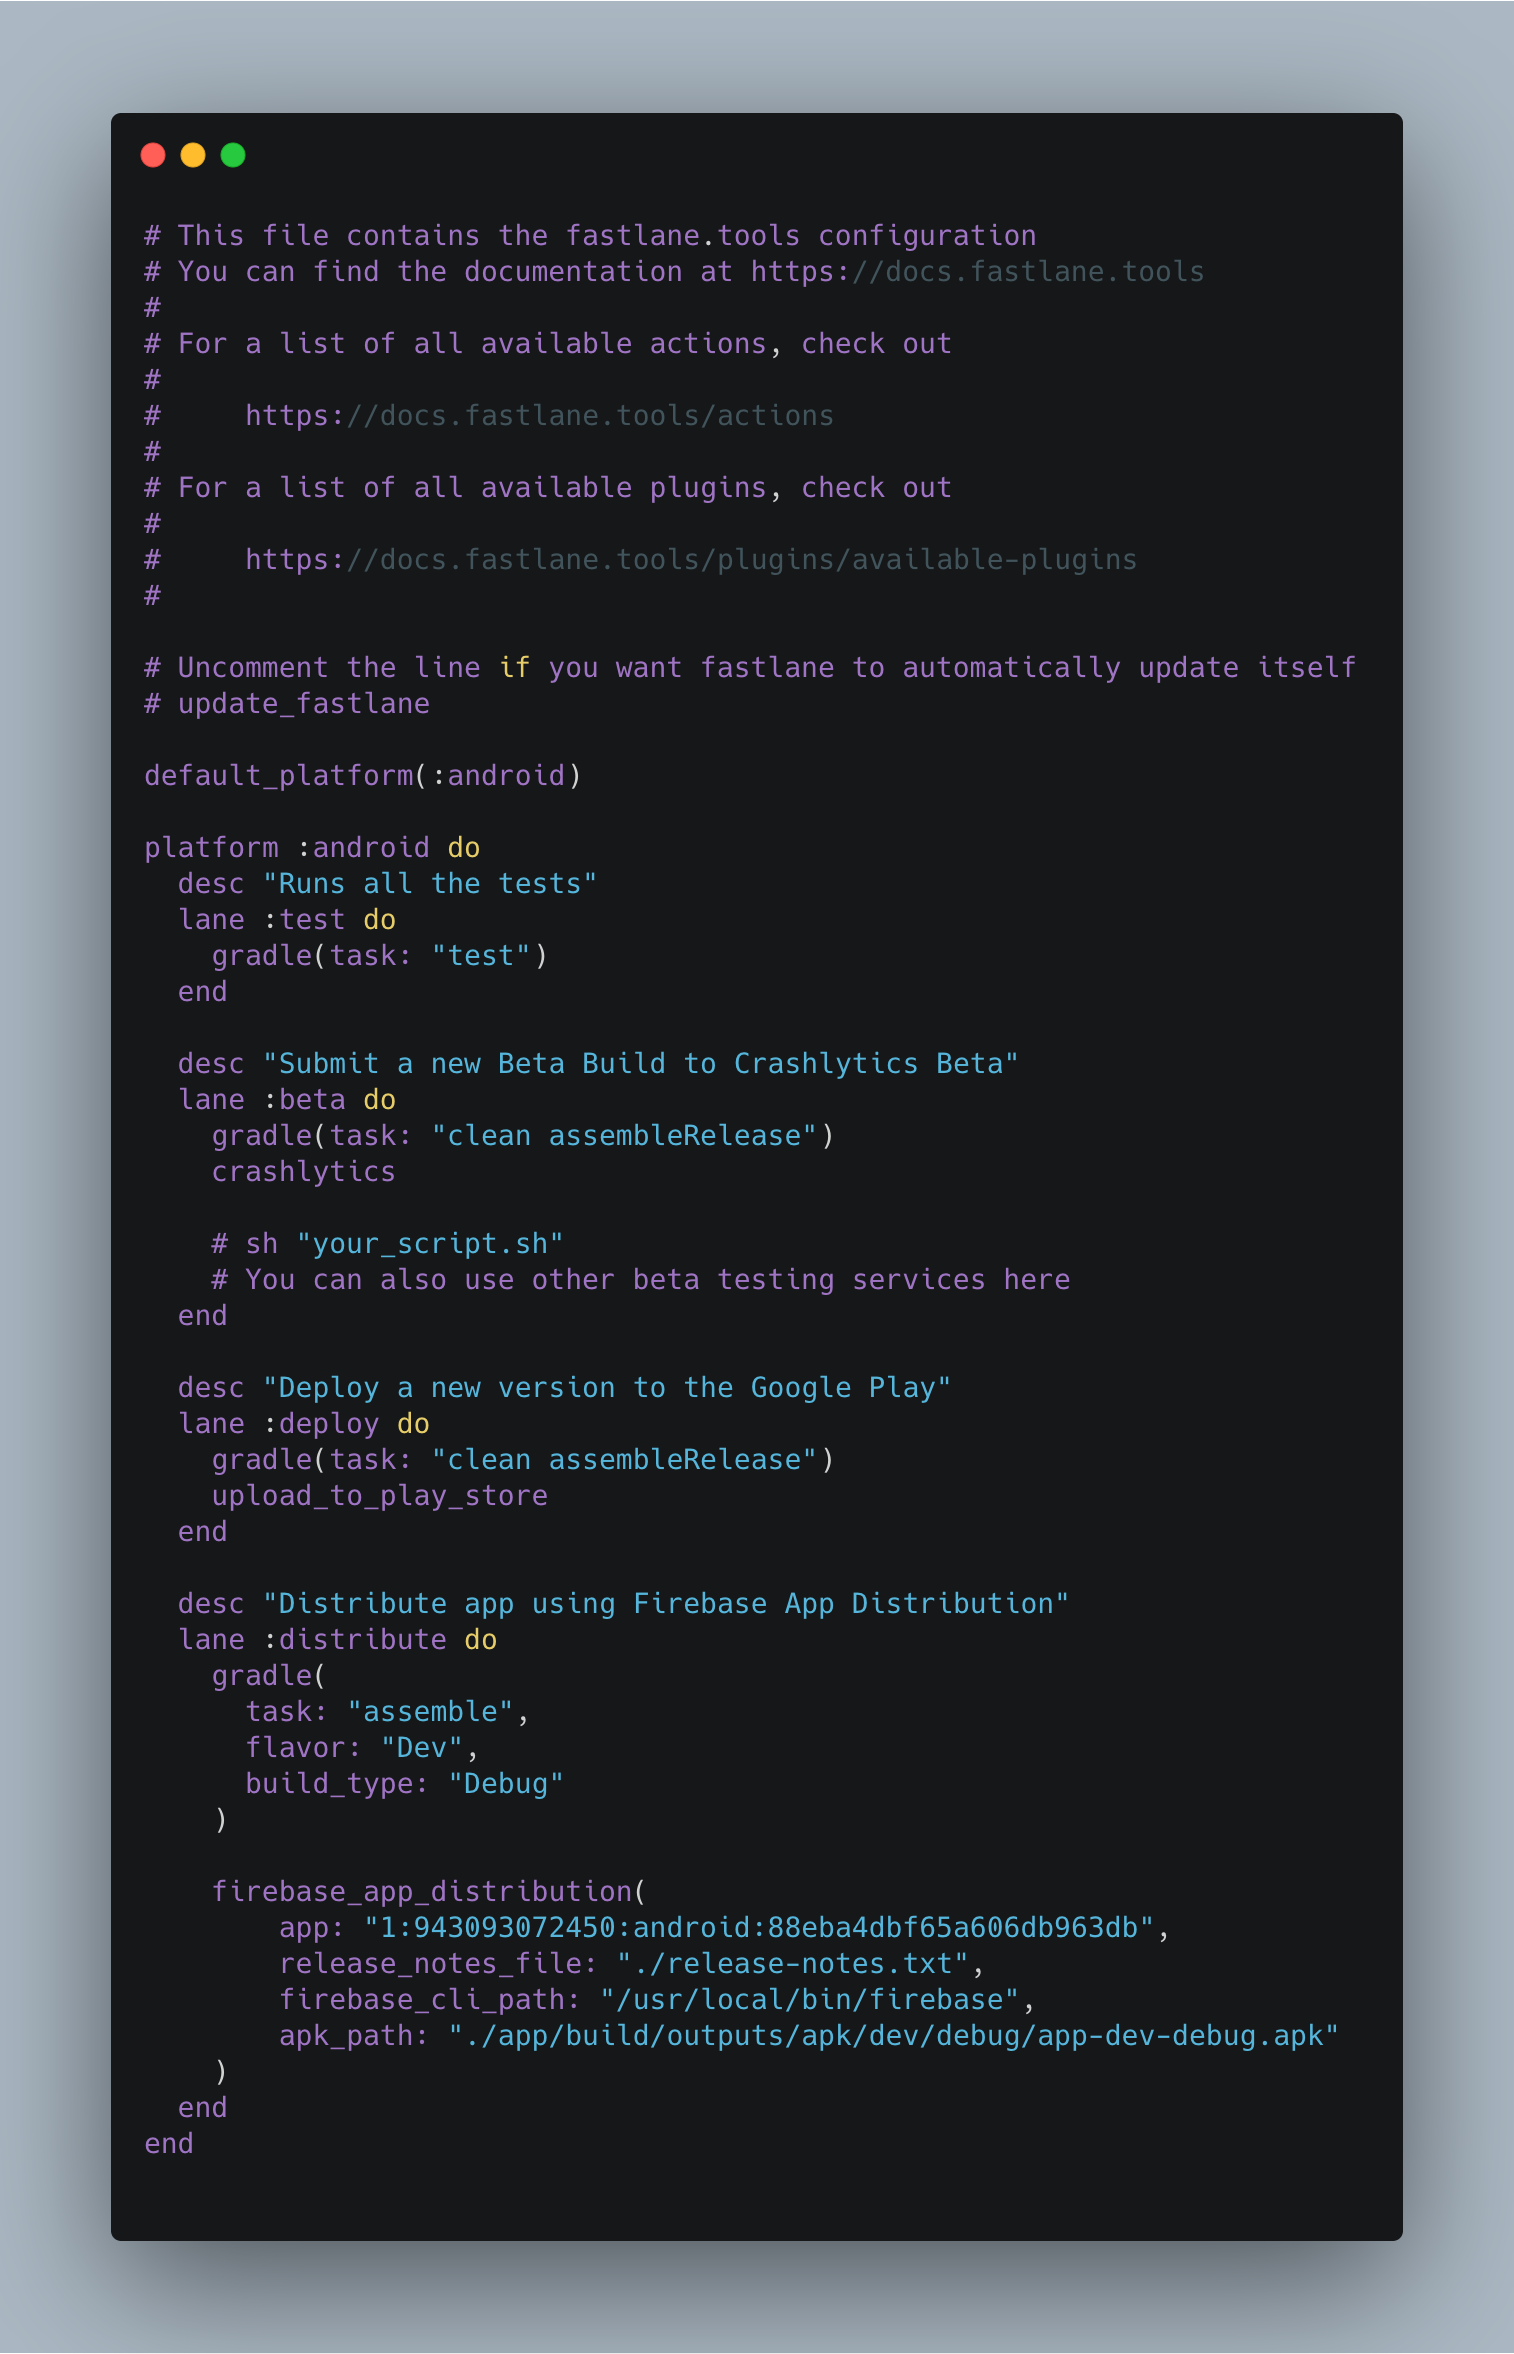 # This file contains the fastlane.tools configuration
# You can find the documentation at https://docs.fastlane.tools
#
# For a list of all available actions, check out
#
#     https://docs.fastlane.tools/actions
#
# For a list of all available plugins, check out
#
#     https://docs.fastlane.tools/plugins/available-plugins
#

# Uncomment the line if you want fastlane to automatically update itself
# update_fastlane

default_platform(:android)

platform :android do
  desc "Runs all the tests"
  lane :test do
    gradle(task: "test")
  end

  desc "Submit a new Beta Build to Crashlytics Beta"
  lane :beta do
    gradle(task: "clean assembleRelease")
    crashlytics

    # sh "your_script.sh"
    # You can also use other beta testing services here
  end

  desc "Deploy a new version to the Google Play"
  lane :deploy do
    gradle(task: "clean assembleRelease")
    upload_to_play_store
  end

  desc "Distribute app using Firebase App Distribution"
  lane :distribute do
    gradle(
      task: "assemble",
      flavor: "Dev",
      build_type: "Debug"
    )

    firebase_app_distribution(
        app: "1:943093072450:android:88eba4dbf65a606db963db",
        release_notes_file: "./release-notes.txt",
        firebase_cli_path: "/usr/local/bin/firebase",
        apk_path: "./app/build/outputs/apk/dev/debug/app-dev-debug.apk"
    )
  end
end